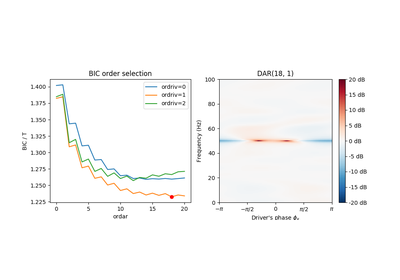 BIC order selection
DAR(18, 1)
BIC / T
1.400
1.375
1.350
1.325
1.300
1.275
1.250
1.225
0
5
10
15
20
ordar
ordriv=0
ordriv=1
ordriv=2
Frequency (Hz)
100
80
60
40
20
0
−π
−π/2
π/2
π
Driver's phase
20 dB
15 dB
10 dB
5 dB
0 dB
-5 dB
-10 dB
-15 dB
-20 dB